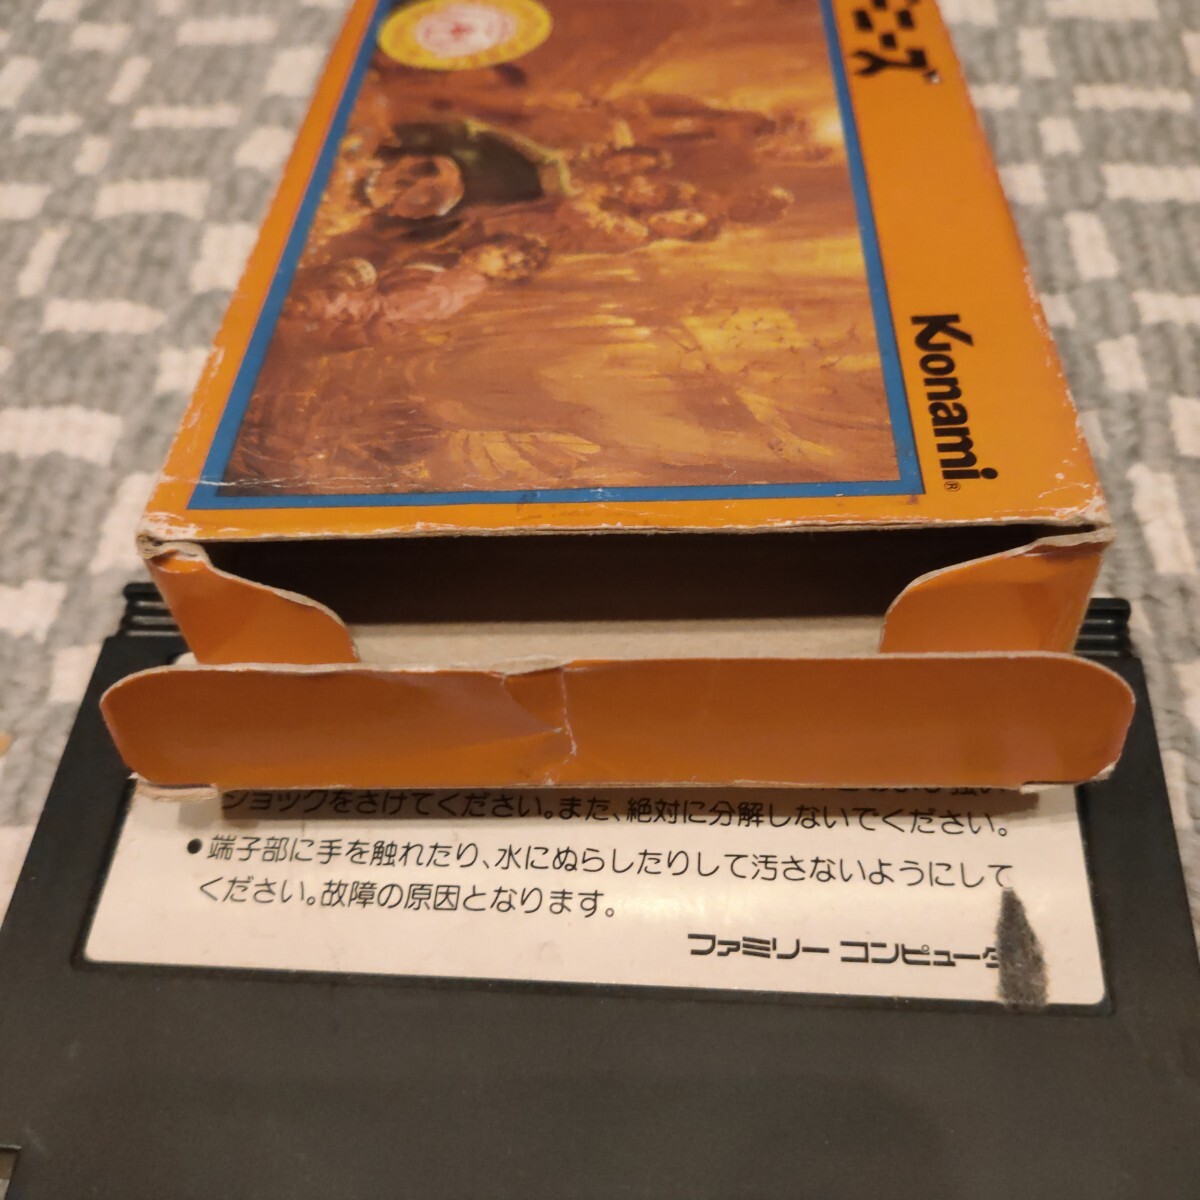 ニーズ
Konami®
ショックをさけてください。また、絶対に分解しないでください。
●端子部に手を触れたり、水にぬらしたりして汚さないようにして
ください。故障の原因となります。
ファミリー コンピュータ